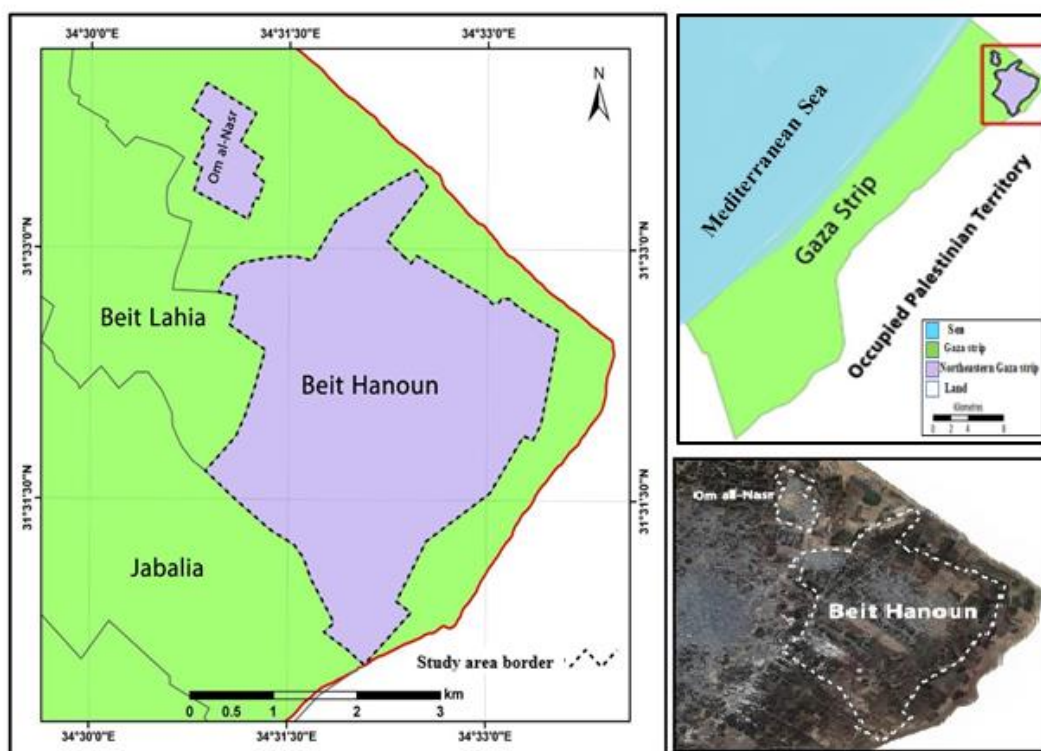 34°30'0"E
34°31'30"E
34°33'0"E
N
Om al-Nasr
31°33'0"N
31°33'0"N
Beit Lahia
Beit Hanoun
31°31'30"N
31°31'30"N
Jabalia
Study area border
km
0 0.5 1 2 3
34°30'0"E
34°31'30"E
34°33'0"E
Mediterranean Sea
Gaza Strip
Occupied Palestinian Territory
Sea
Gaza strip
Northeastern Gaza strip
Land
Kilometres
0 2 4 8
Om al-Nasr
Beit Hanoun